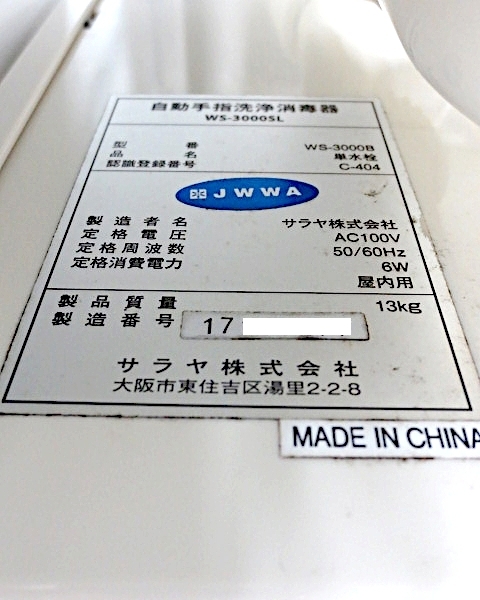 自動手指洗浄消毒器
WS-3000SL
型番 WS-3000B
品名 単水栓
認識登録番号 C-404
JWWA
製造者名 サラヤ株式会社
定格電圧 AC100V
定格周波数 50/60Hz
定格消費電力 6W
屋内用
製品質量 13kg
製造番号 17
サラヤ株式会社
大阪市東住吉区湯里2-2-8
MADE IN CHINA